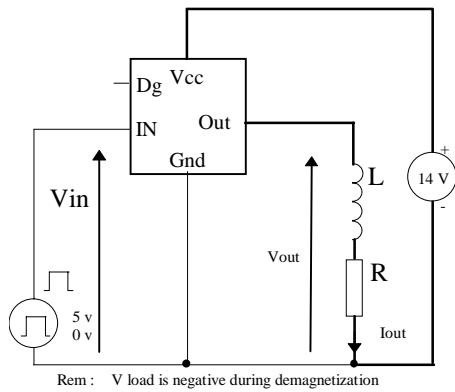 Vcc
Dg
Out
IN
Gnd
+
14 V
-
L
Vin
Vout
R
5 v
0 v
Iout
Rem : V load is negative during demagnetization